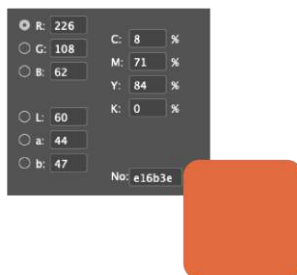 R: 226
G: 108
B: 62
L: 60
a: 44
b: 47
C: 8 %
M: 71 %
Y: 84 %
K: 0 %
No: e16b3e